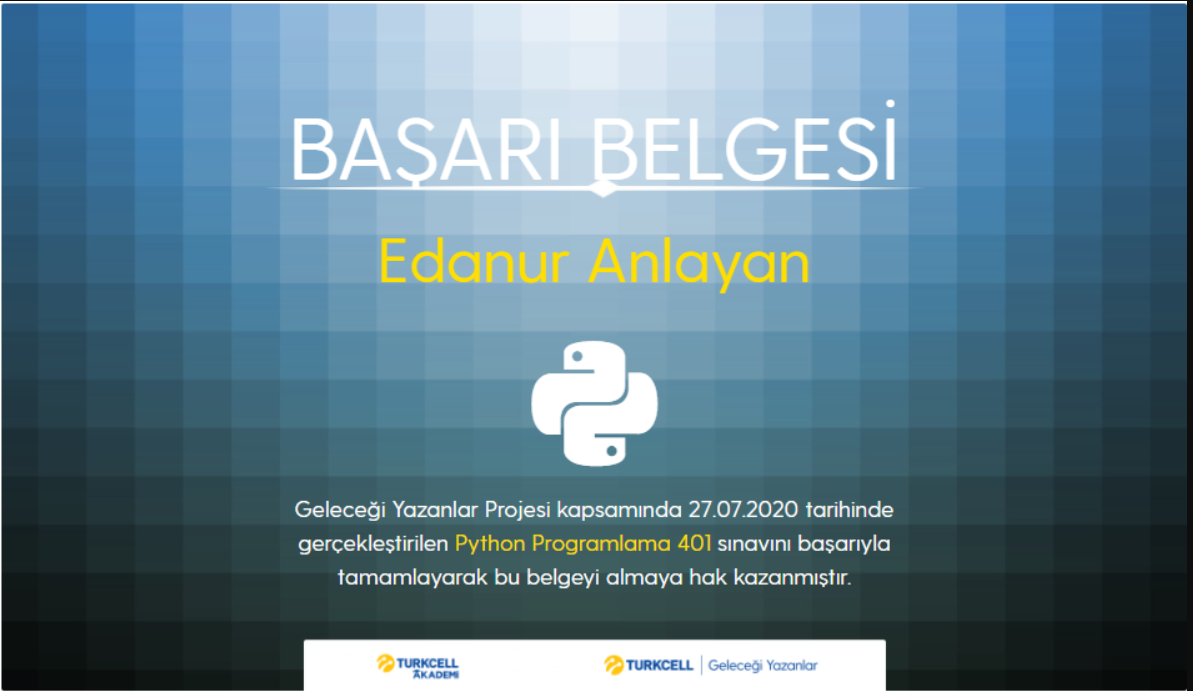 BAŞARI BELGESİ
Edanur Anlayan
Geleceği Yazanlar Projesi kapsamında 27.07.2020 tarihinde
gerçekleştirilen Python Programlama 401 sınavını başarıyla
tamamlayarak bu belgeyi almaya hak kazanmıştır.
TURKCELL
AKADEMİ
TURKCELL | Geleceği Yazanlar